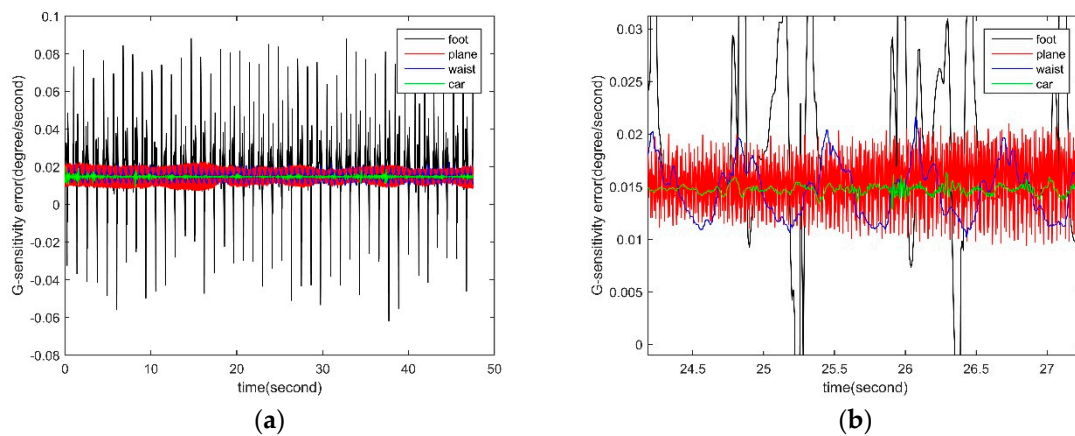 G-sensitivity error(degree/second)
0.1
0.08
0.06
0.04
0.02
0
-0.02
-0.04
-0.06
-0.08
0 10 20 30 40 50
time(second)
foot
plane
waist
car
(a)
G-sensitivity error(degree/second)
0.03
0.025
0.02
0.015
0.01
0.005
0
24.5 25 25.5 26 26.5 27
time(second)
foot
plane
waist
car
(b)